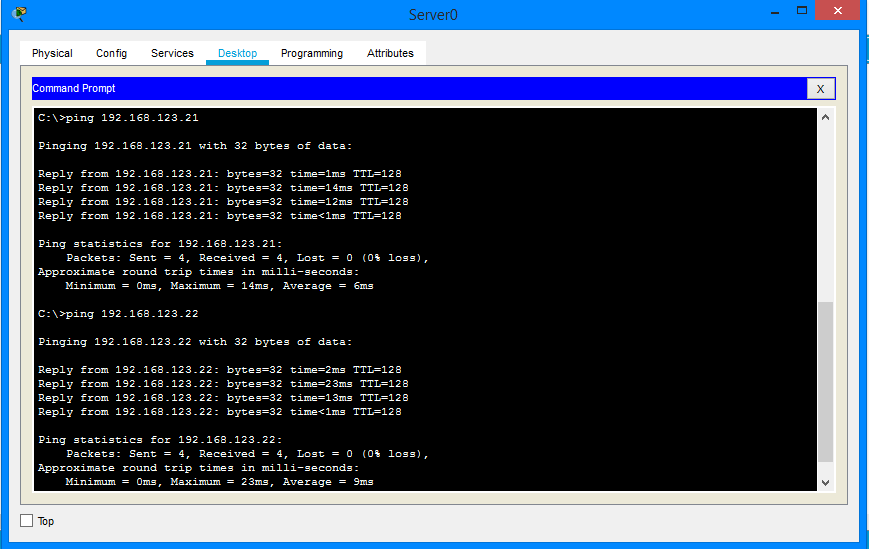 Server0
Physical Config Services Desktop Programming Attributes
Command Prompt X
C:\>ping 192.168.123.21
Pinging 192.168.123.21 with 32 bytes of data:
Reply from 192.168.123.21: bytes=32 time=1ms TTL=128
Reply from 192.168.123.21: bytes=32 time=14ms TTL=128
Reply from 192.168.123.21: bytes=32 time=12ms TTL=128
Reply from 192.168.123.21: bytes=32 time<1ms TTL=128
Ping statistics for 192.168.123.21:
    Packets: Sent = 4, Received = 4, Lost = 0 (0% loss),
Approximate round trip times in milli-seconds:
    Minimum = 0ms, Maximum = 14ms, Average = 6ms
C:\>ping 192.168.123.22
Pinging 192.168.123.22 with 32 bytes of data:
Reply from 192.168.123.22: bytes=32 time=2ms TTL=128
Reply from 192.168.123.22: bytes=32 time=23ms TTL=128
Reply from 192.168.123.22: bytes=32 time=13ms TTL=128
Reply from 192.168.123.22: bytes=32 time<1ms TTL=128
Ping statistics for 192.168.123.22:
    Packets: Sent = 4, Received = 4, Lost = 0 (0% loss),
Approximate round trip times in milli-seconds:
    Minimum = 0ms, Maximum = 23ms, Average = 9ms
Top